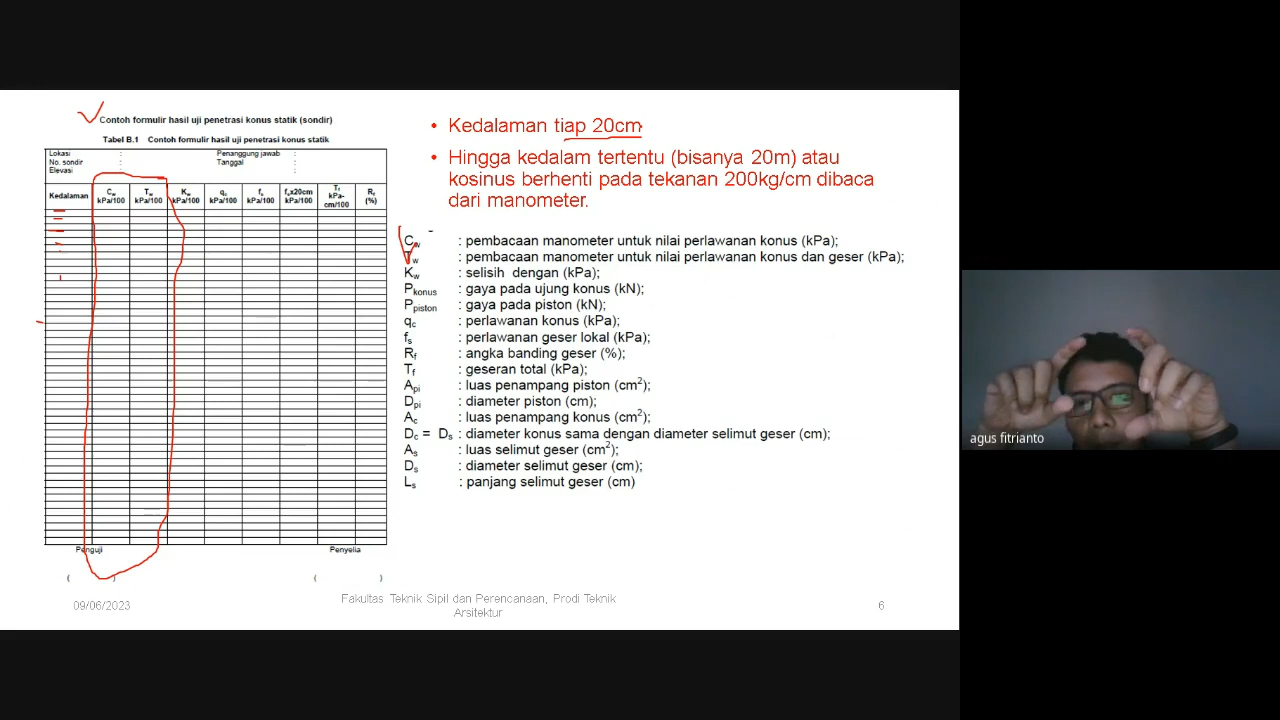 Contoh formulir hasil uji penetrasi konus statik (sondir)
Tabel B.1 Contoh formulir hasil uji penetrasi konus statik
Lokasi : Penanggung jawab :
No. sondir : Tanggal :
Elevasi : :
Kedalaman Cw kPa/100 Tw kPa/100 Kw kPa/100 qc kPa/100 fs kPa/100 fsx20cm kPa/100 Tf kPa-cm/100 Rf (%)
Penguji Penyelia
( ) ( )
• Kedalaman tiap 20cm
• Hingga kedalam tertentu (bisanya 20m) atau
kosinus berhenti pada tekanan 200kg/cm dibaca
dari manometer.
Cw : pembacaan manometer untuk nilai perlawanan konus (kPa);
Tw : pembacaan manometer untuk nilai perlawanan konus dan geser (kPa);
Kw : selisih dengan (kPa);
Pkonus : gaya pada ujung konus (kN);
Ppiston : gaya pada piston (kN);
qc : perlawanan konus (kPa);
fs : perlawanan geser lokal (kPa);
Rf : angka banding geser (%);
Tf : geseran total (kPa);
Api : luas penampang piston (cm²);
Dpi : diameter piston (cm);
Ac : luas penampang konus (cm²);
Dc = Ds : diameter konus sama dengan diameter selimut geser (cm);
As : luas selimut geser (cm²);
Ds : diameter selimut geser (cm);
Ls : panjang selimut geser (cm)
09/06/2023
Fakultas Teknik Sipil dan Perencanaan, Prodi Teknik
Arsitektur
6
agus fitrianto